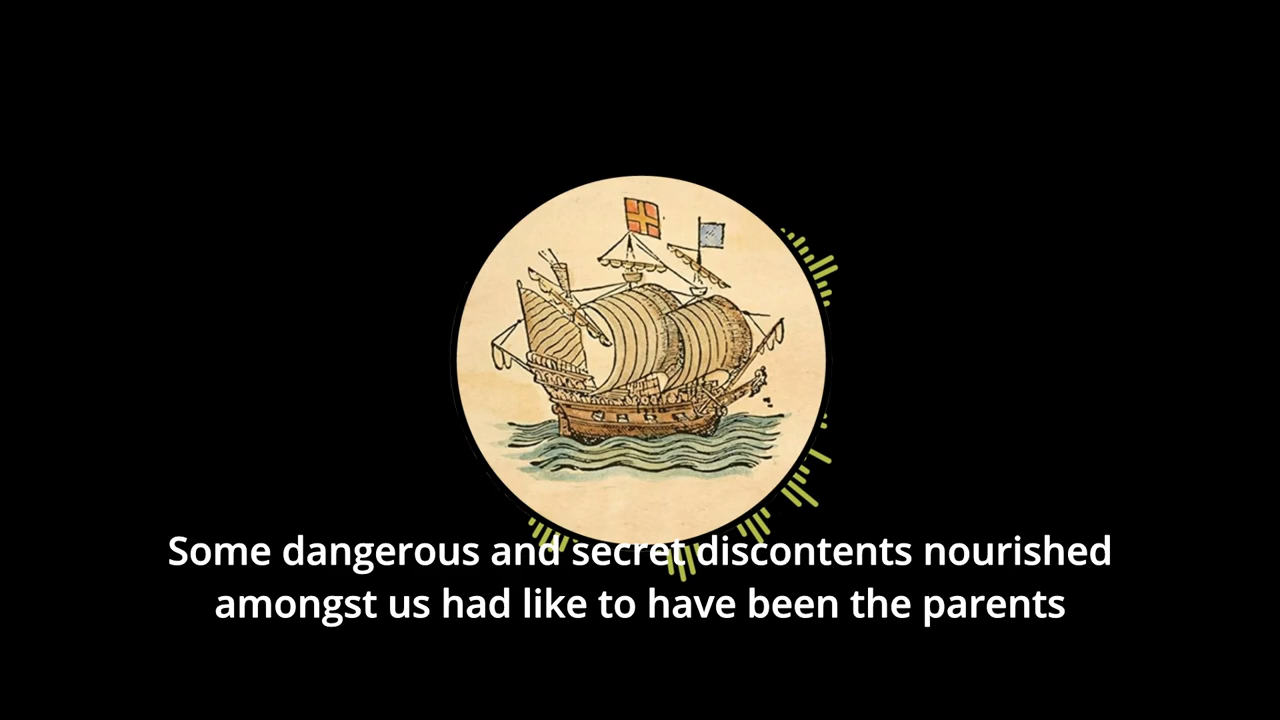 Some dangerous and secret discontents nourished
amongst us had like to have been the parents